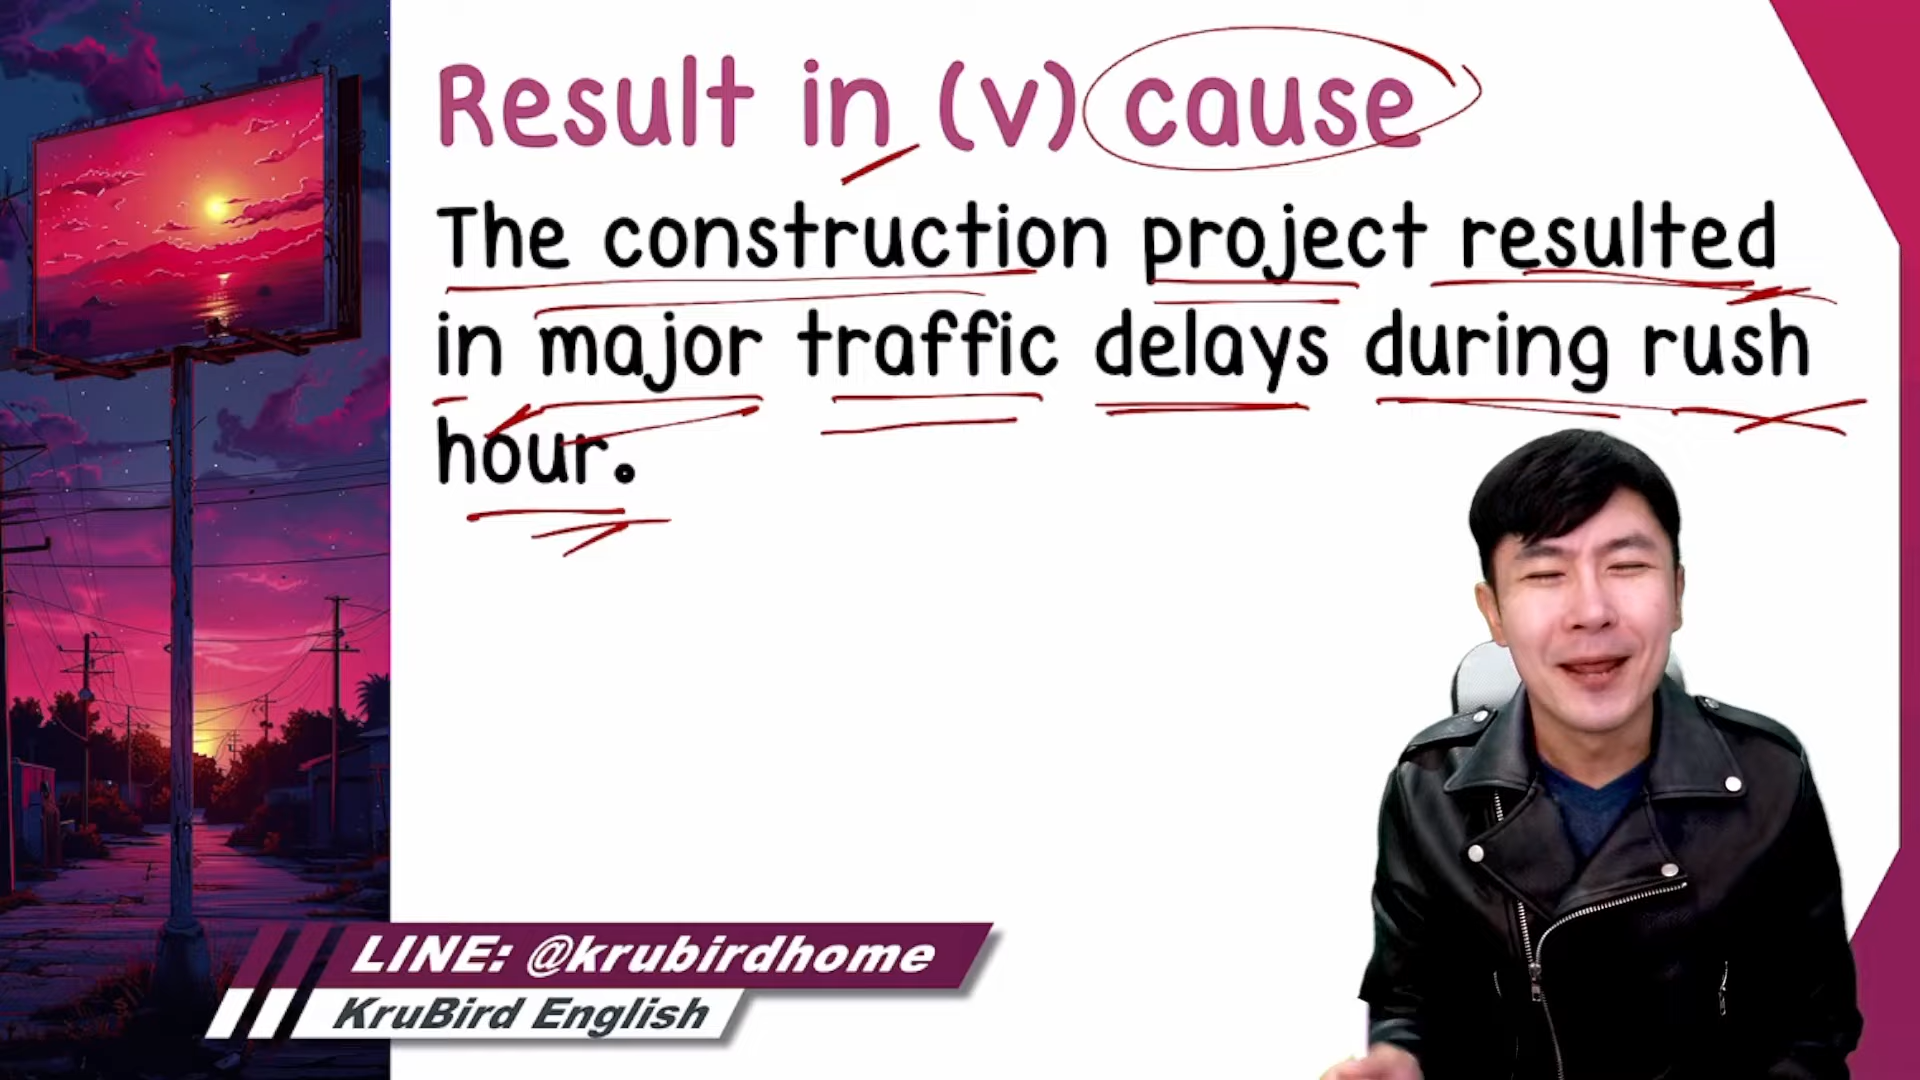 Result in (v) cause
The construction project resulted
in major traffic delays during rush
hour.
LINE: @krubirdhome
KruBird English